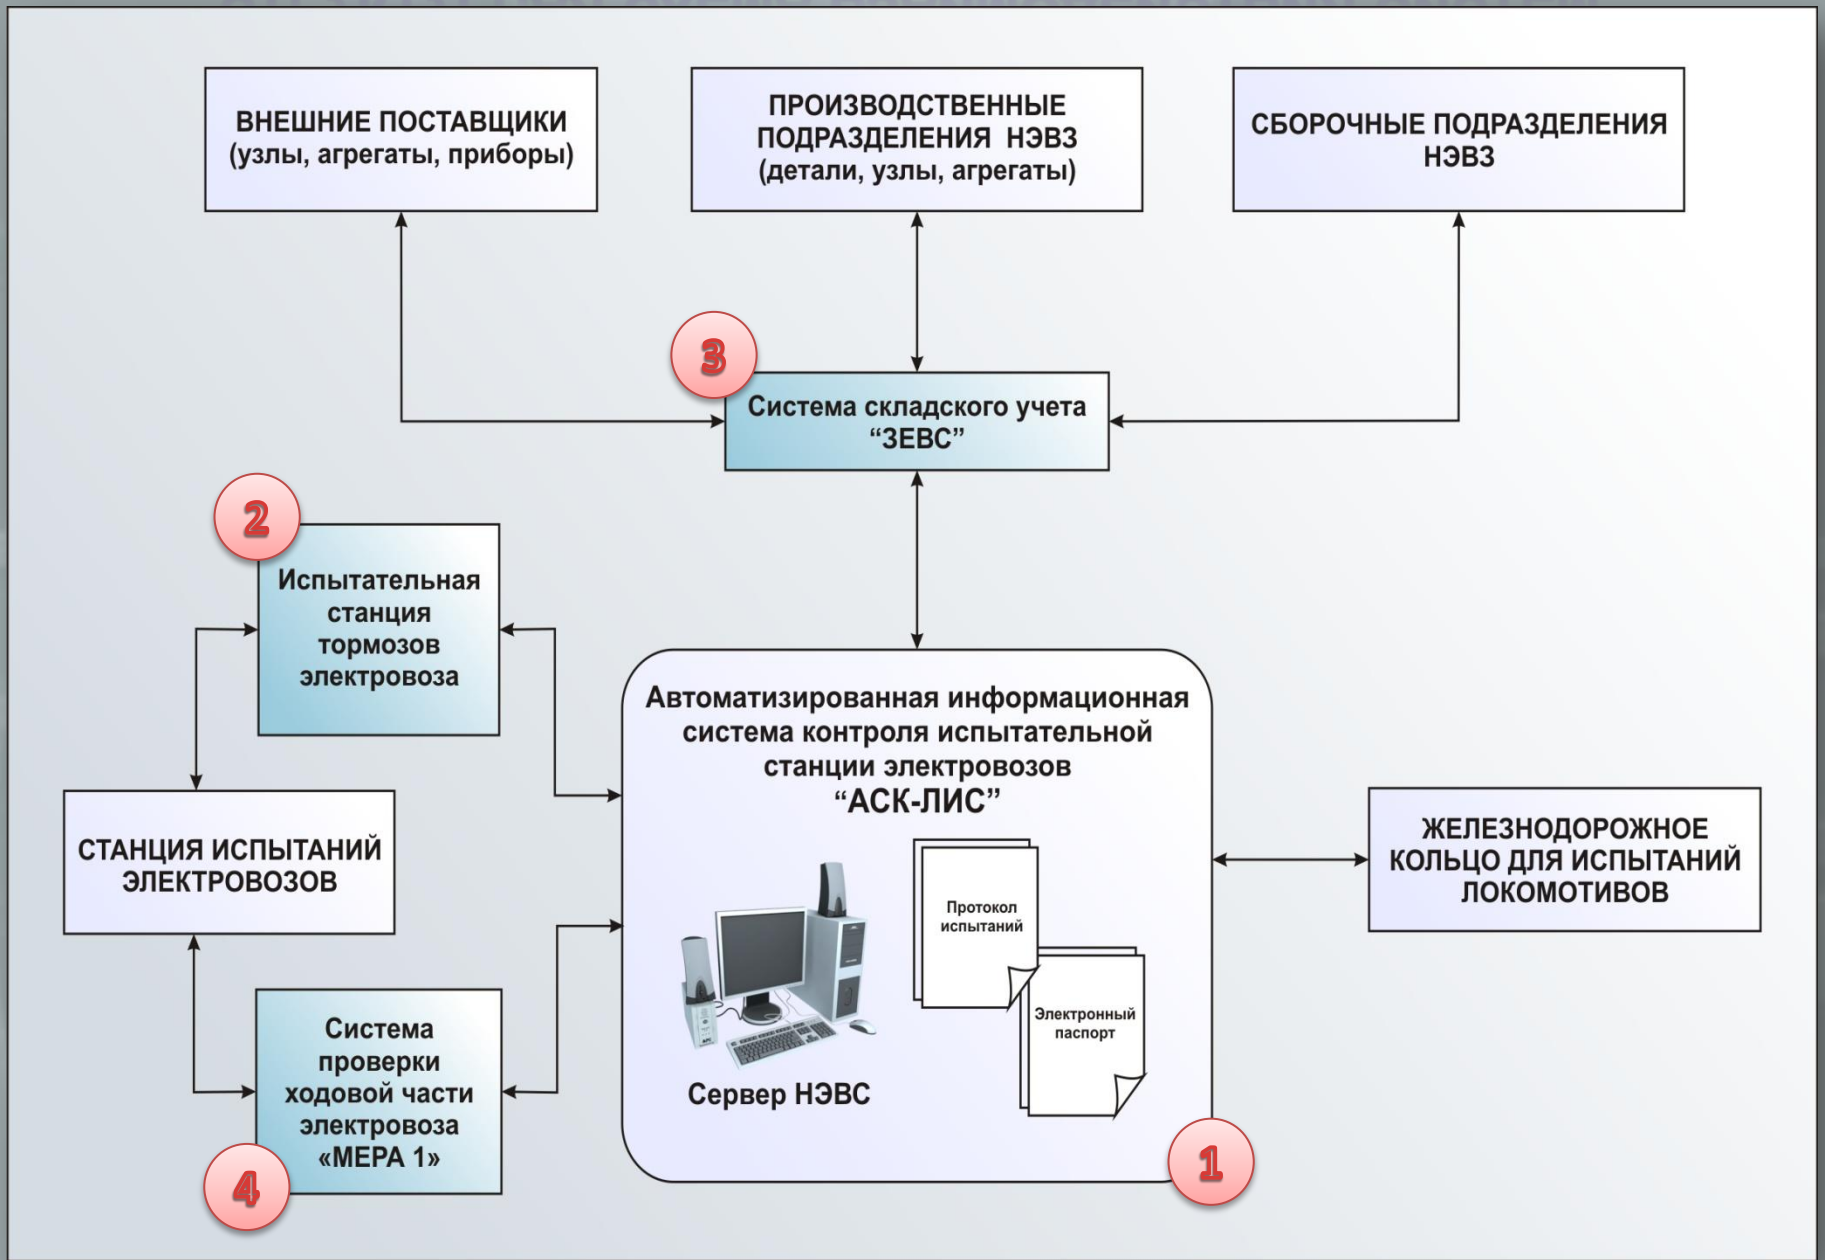 ВНЕШНИЕ ПОСТАВЩИКИ
(узлы, агрегаты, приборы)
ПРОИЗВОДСТВЕННЫЕ
ПОДРАЗДЕЛЕНИЯ НЭВЗ
(детали, узлы, агрегаты)
СБОРОЧНЫЕ ПОДРАЗДЕЛЕНИЯ
НЭВЗ
3
Система складского учета
“ЗЕВС”
2
Испытательная
станция
тормозов
электровоза
СТАНЦИЯ ИСПЫТАНИЙ
ЭЛЕКТРОВОЗОВ
Система
проверки
ходовой части
электровоза
«МЕРА 1»
4
Автоматизированная информационная
система контроля испытательной
станции электровозов
“АСК-ЛИС”
Протокол
испытаний
Электронный
паспорт
Сервер НЭВС
1
ЖЕЛЕЗНОДОРОЖНОЕ
КОЛЬЦО ДЛЯ ИСПЫТАНИЙ
ЛОКОМОТИВОВ